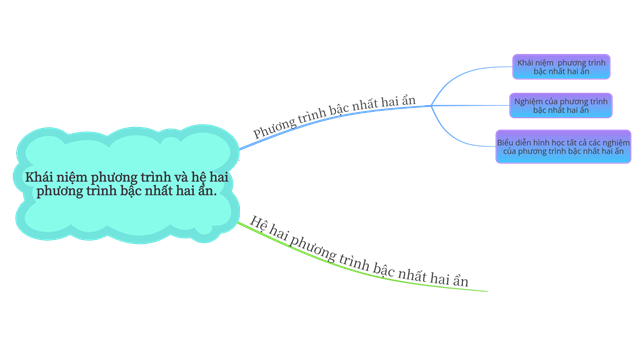 Khái niệm phương trình và hệ hai
phương trình bậc nhất hai ẩn.
Phương trình bậc nhất hai ẩn
Khái niệm phương trình
bậc nhất hai ẩn
Nghiệm của phương trình
bậc nhất hai ẩn
Biểu diễn hình học tất cả các nghiệm
của phương trình bậc nhất hai ẩn
Hệ hai phương trình bậc nhất hai ẩn